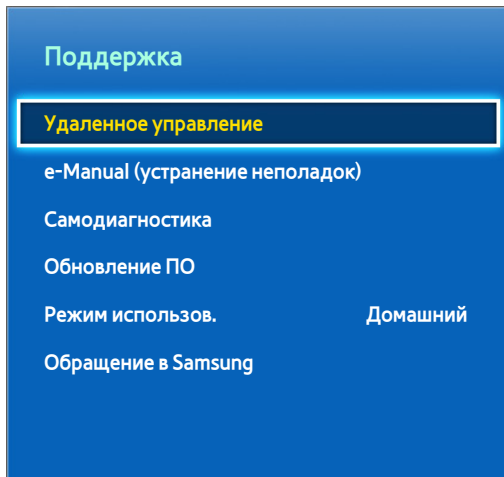 Поддержка
Удаленное управление
e-Manual (устранение неполадок)
Самодиагностика
Обновление ПО
Режим использов. Домашний
Обращение в Samsung